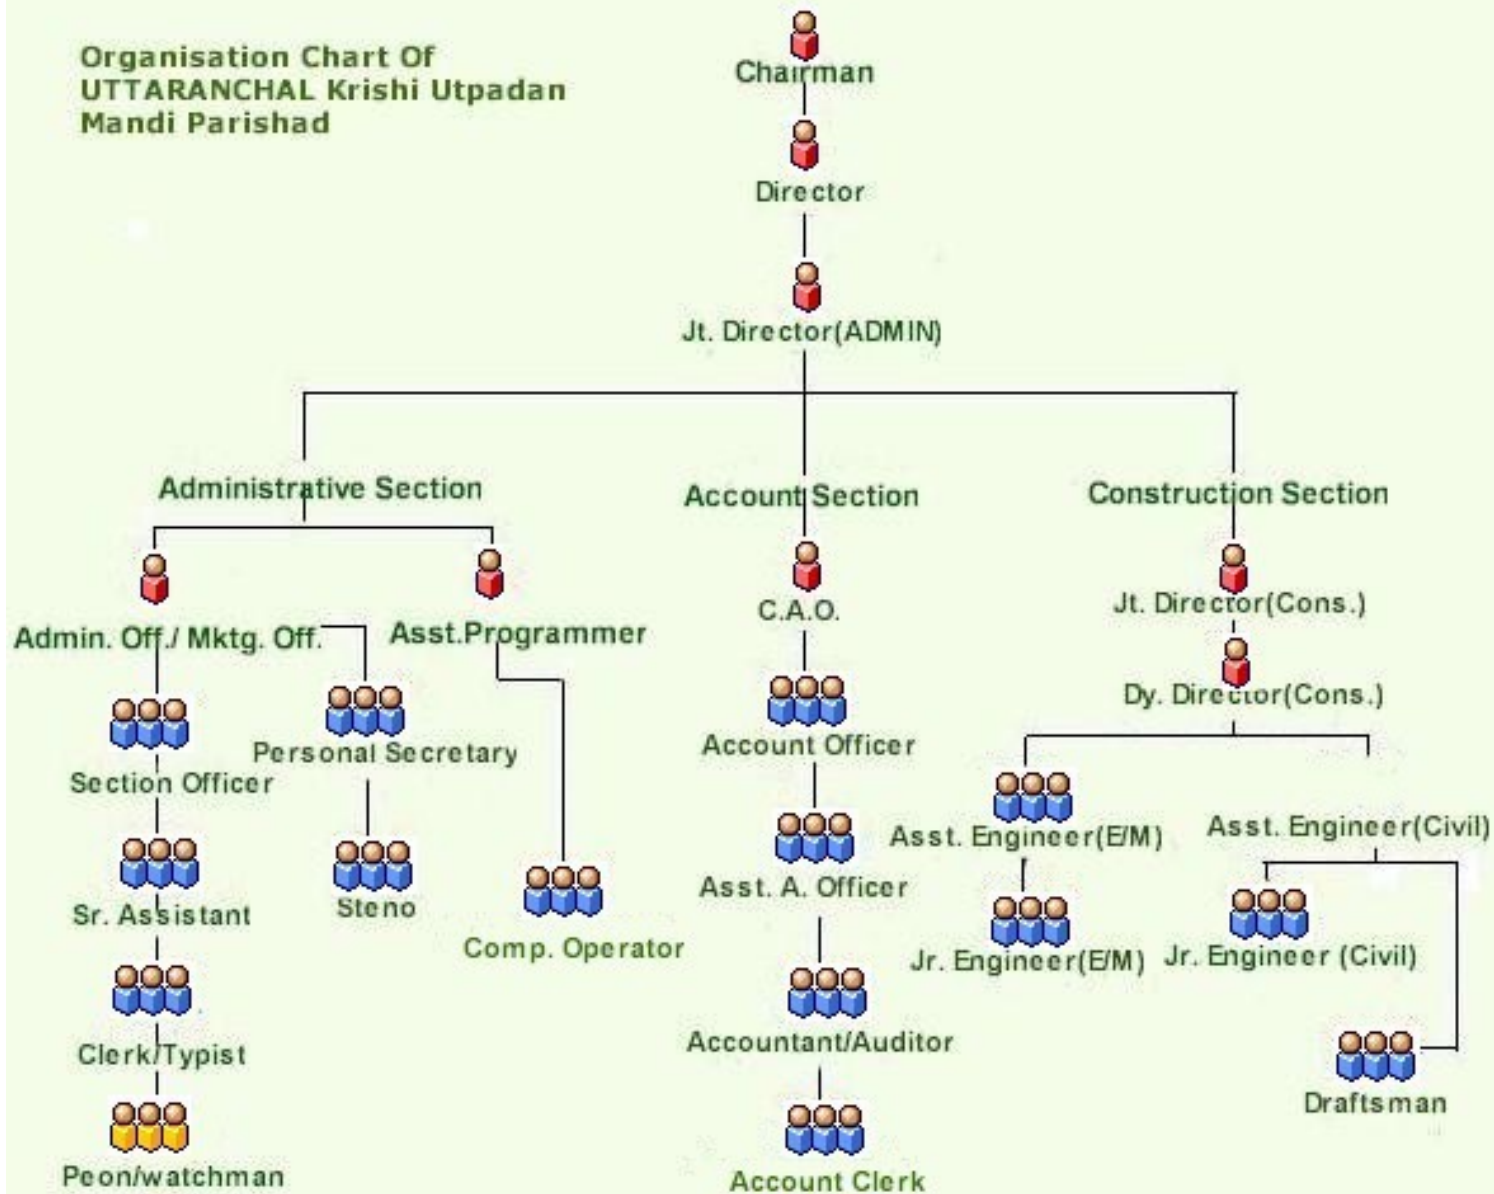 Organisation Chart Of
UTTARANCHAL Krishi Utpadan
Mandi Parishad
Chairman
Director
Jt. Director(ADMIN)
Administrative Section
Account Section
Construction Section
Admin. Off./ Mktg. Off.
Asst.Programmer
C.A.O.
Jt. Director(Cons.)
Dy. Director(Cons.)
Section Officer
Personal Secretary
Account Officer
Asst. Engineer(E/M)
Asst. Engineer(Civil)
Sr. Assistant
Steno
Comp. Operator
Asst. A. Officer
Jr. Engineer(E/M)
Jr. Engineer (Civil)
Clerk/Typist
Accountant/Auditor
Draftsman
Peon/watchman
Account Clerk